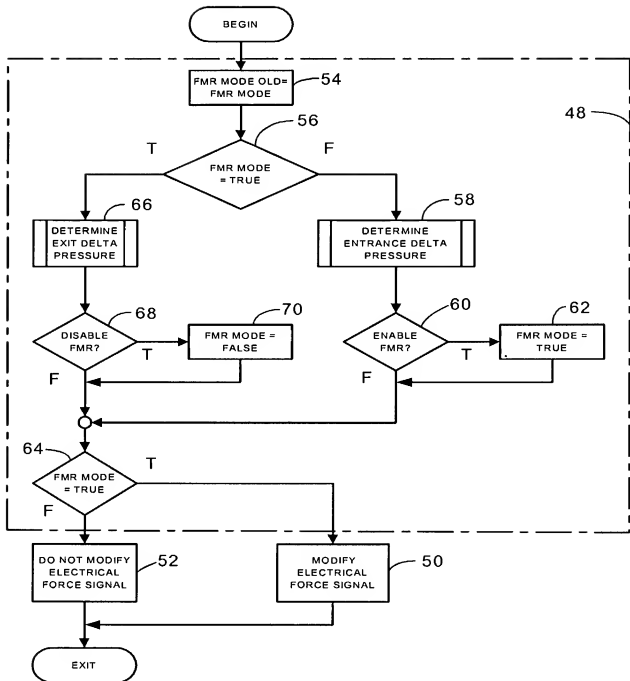 BEGIN
FMR MODE OLD=
FMR MODE
54
48
56
T
F
FMR MODE
= TRUE
66
58
DETERMINE
EXIT DELTA
PRESSURE
DETERMINE
ENTRANCE DELTA
PRESSURE
68
70
60
62
DISABLE
FMR?
T
FMR MODE =
FALSE
ENABLE
FMR?
T
FMR MODE =
TRUE
F
F
64
T
FMR MODE
= TRUE
F
DO NOT MODIFY
ELECTRICAL
FORCE SIGNAL
52
MODIFY
ELECTRICAL
FORCE SIGNAL
50
EXIT